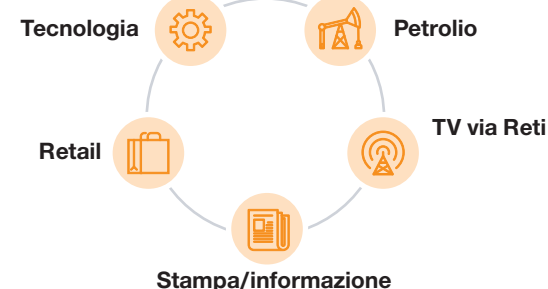 Tecnologia
Petrolio
TV via Reti
Retail
Stampa/informazione